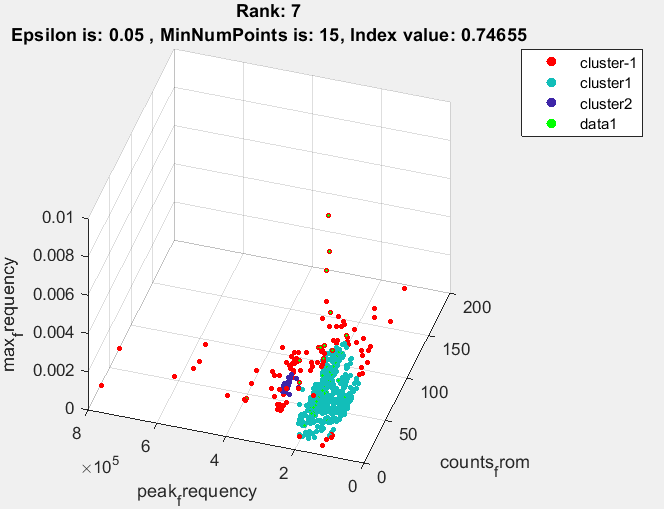 Rank: 7
Epsilon is: 0.05 , MinNumPoints is: 15, Index value: 0.74655
cluster-1
cluster1
cluster2
data1
0.01
0.008
0.006
0.004
0.002
0
max_frequency
8
6
4
2
0
×10^5
peak_frequency
0
50
100
150
200
counts_from